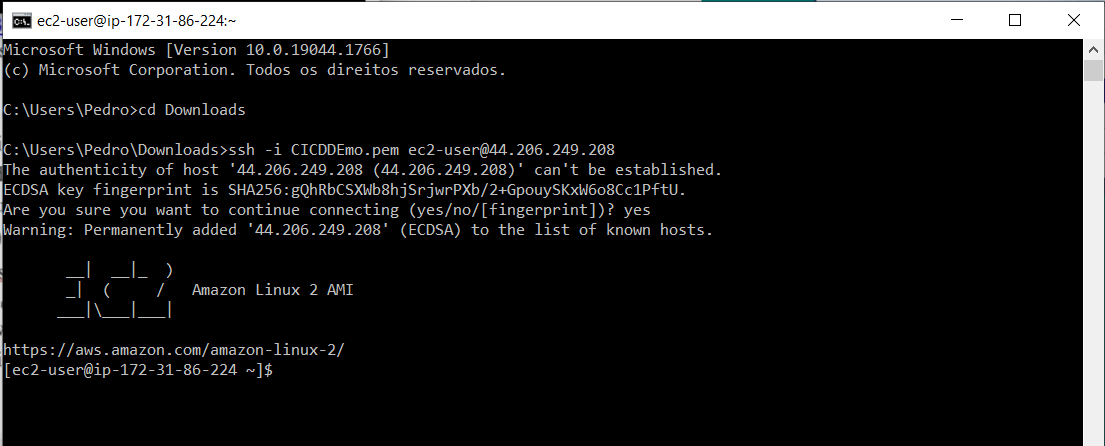 ec2-user@ip-172-31-86-224:~
Microsoft Windows [Version 10.0.19044.1766]
(c) Microsoft Corporation. Todos os direitos reservados.
C:\Users\Pedro>cd Downloads
C:\Users\Pedro\Downloads>ssh -i CICDDEmo.pem ec2-user@44.206.249.208
The authenticity of host '44.206.249.208 (44.206.249.208)' can't be established.
ECDSA key fingerprint is SHA256:gQhRbCSXWb8hjSrjwrPXb/2+GpouySKxW6o8Cc1PftU.
Are you sure you want to continue connecting (yes/no/[fingerprint])? yes
Warning: Permanently added '44.206.249.208' (ECDSA) to the list of known hosts.
       __|  __|_  )
       _|  (     /   Amazon Linux 2 AMI
      ___|\___|___|
https://aws.amazon.com/amazon-linux-2/
[ec2-user@ip-172-31-86-224 ~]$